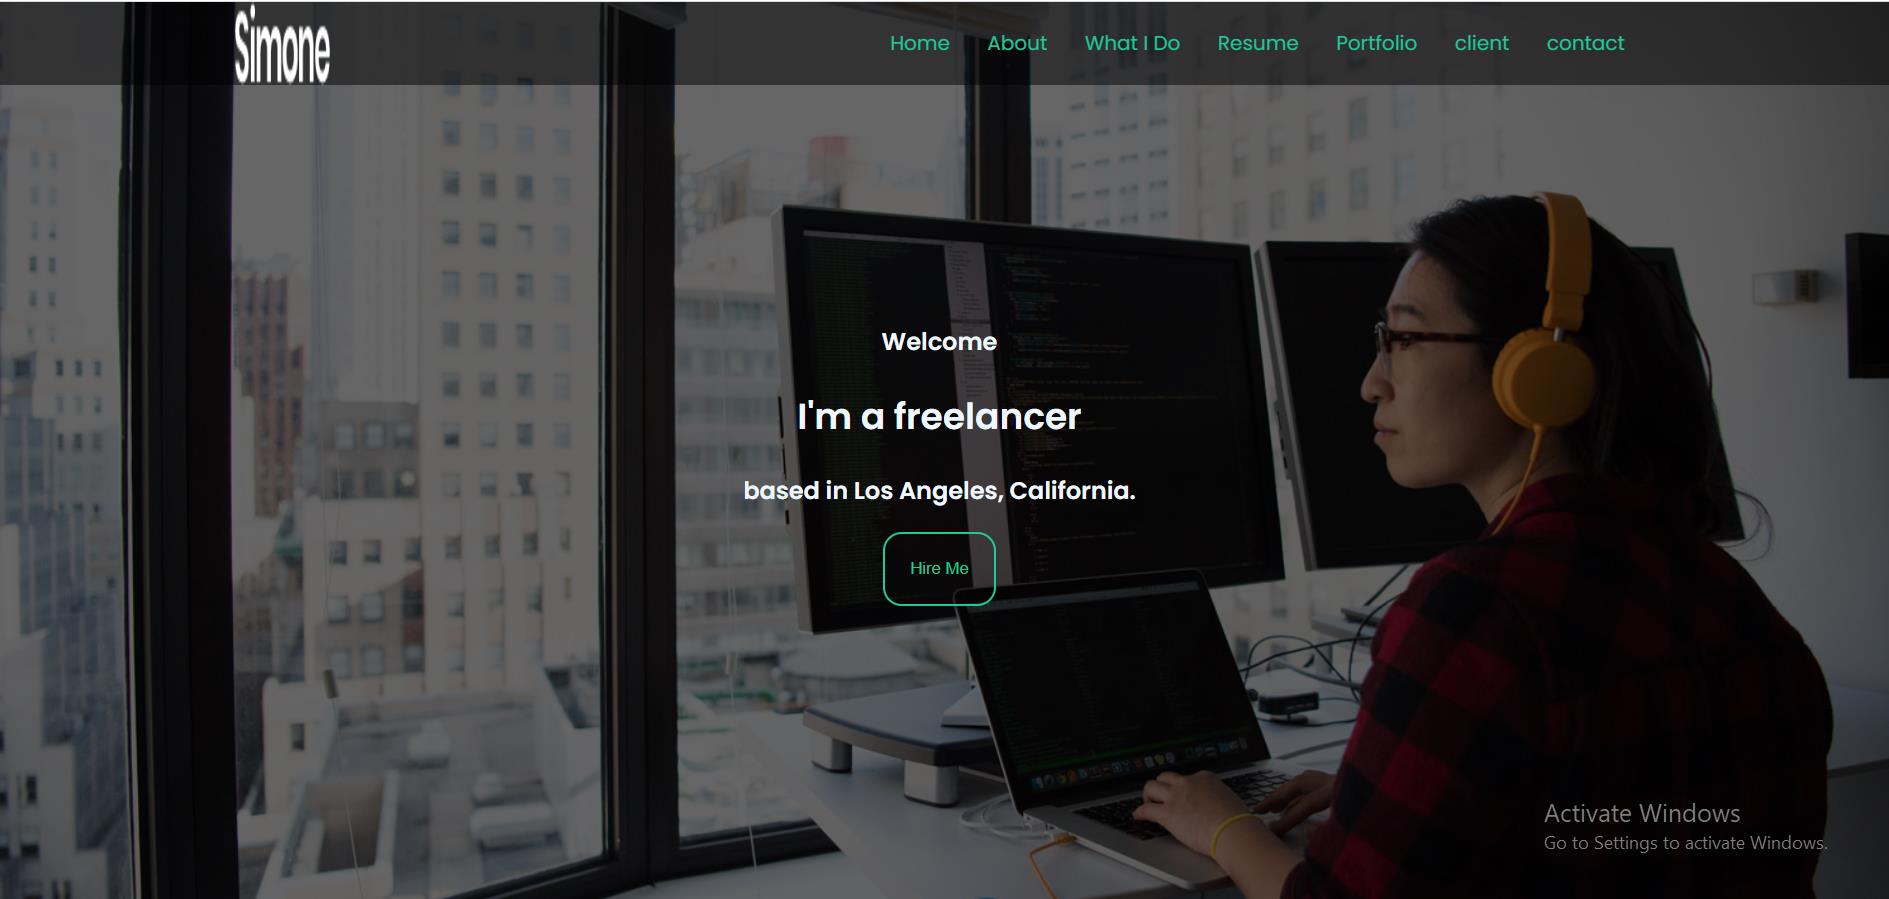 Simone
Home About What I Do Resume Portfolio client contact
Welcome
I'm a freelancer
based in Los Angeles, California.
Hire Me
Activate Windows
Go to Settings to activate Windows.